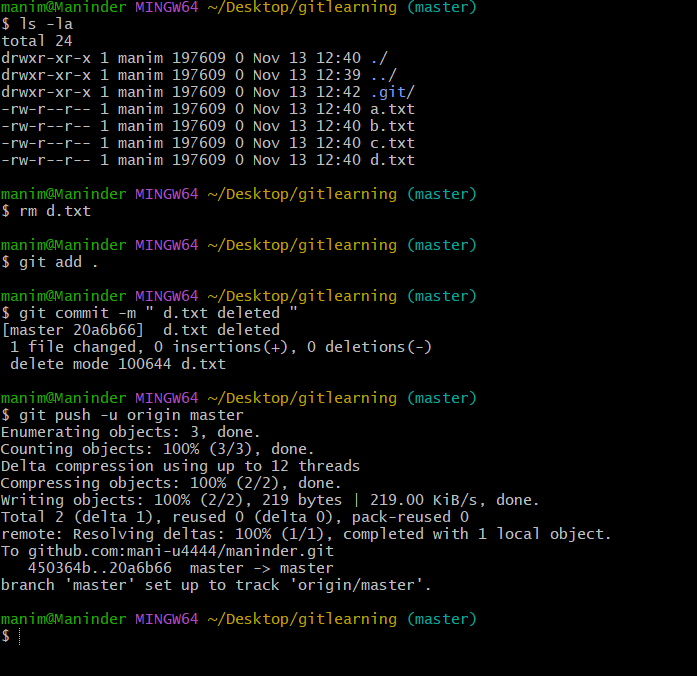 manim@Maninder MINGW64 ~/Desktop/gitlearning (master)
$ ls -la
total 24
drwxr-xr-x 1 manim 197609 0 Nov 13 12:40 ./
drwxr-xr-x 1 manim 197609 0 Nov 13 12:39 ../
drwxr-xr-x 1 manim 197609 0 Nov 13 12:42 .git/
-rw-r--r-- 1 manim 197609 0 Nov 13 12:40 a.txt
-rw-r--r-- 1 manim 197609 0 Nov 13 12:40 b.txt
-rw-r--r-- 1 manim 197609 0 Nov 13 12:40 c.txt
-rw-r--r-- 1 manim 197609 0 Nov 13 12:40 d.txt
manim@Maninder MINGW64 ~/Desktop/gitlearning (master)
$ rm d.txt
manim@Maninder MINGW64 ~/Desktop/gitlearning (master)
$ git add .
manim@Maninder MINGW64 ~/Desktop/gitlearning (master)
$ git commit -m " d.txt deleted "
[master 20a6b66]  d.txt deleted
 1 file changed, 0 insertions(+), 0 deletions(-)
 delete mode 100644 d.txt
manim@Maninder MINGW64 ~/Desktop/gitlearning (master)
$ git push -u origin master
Enumerating objects: 3, done.
Counting objects: 100% (3/3), done.
Delta compression using up to 12 threads
Compressing objects: 100% (2/2), done.
Writing objects: 100% (2/2), 219 bytes | 219.00 KiB/s, done.
Total 2 (delta 1), reused 0 (delta 0), pack-reused 0
remote: Resolving deltas: 100% (1/1), completed with 1 local object.
To github.com:mani-u4444/maninder.git
   450364b..20a6b66  master -> master
branch 'master' set up to track 'origin/master'.
manim@Maninder MINGW64 ~/Desktop/gitlearning (master)
$